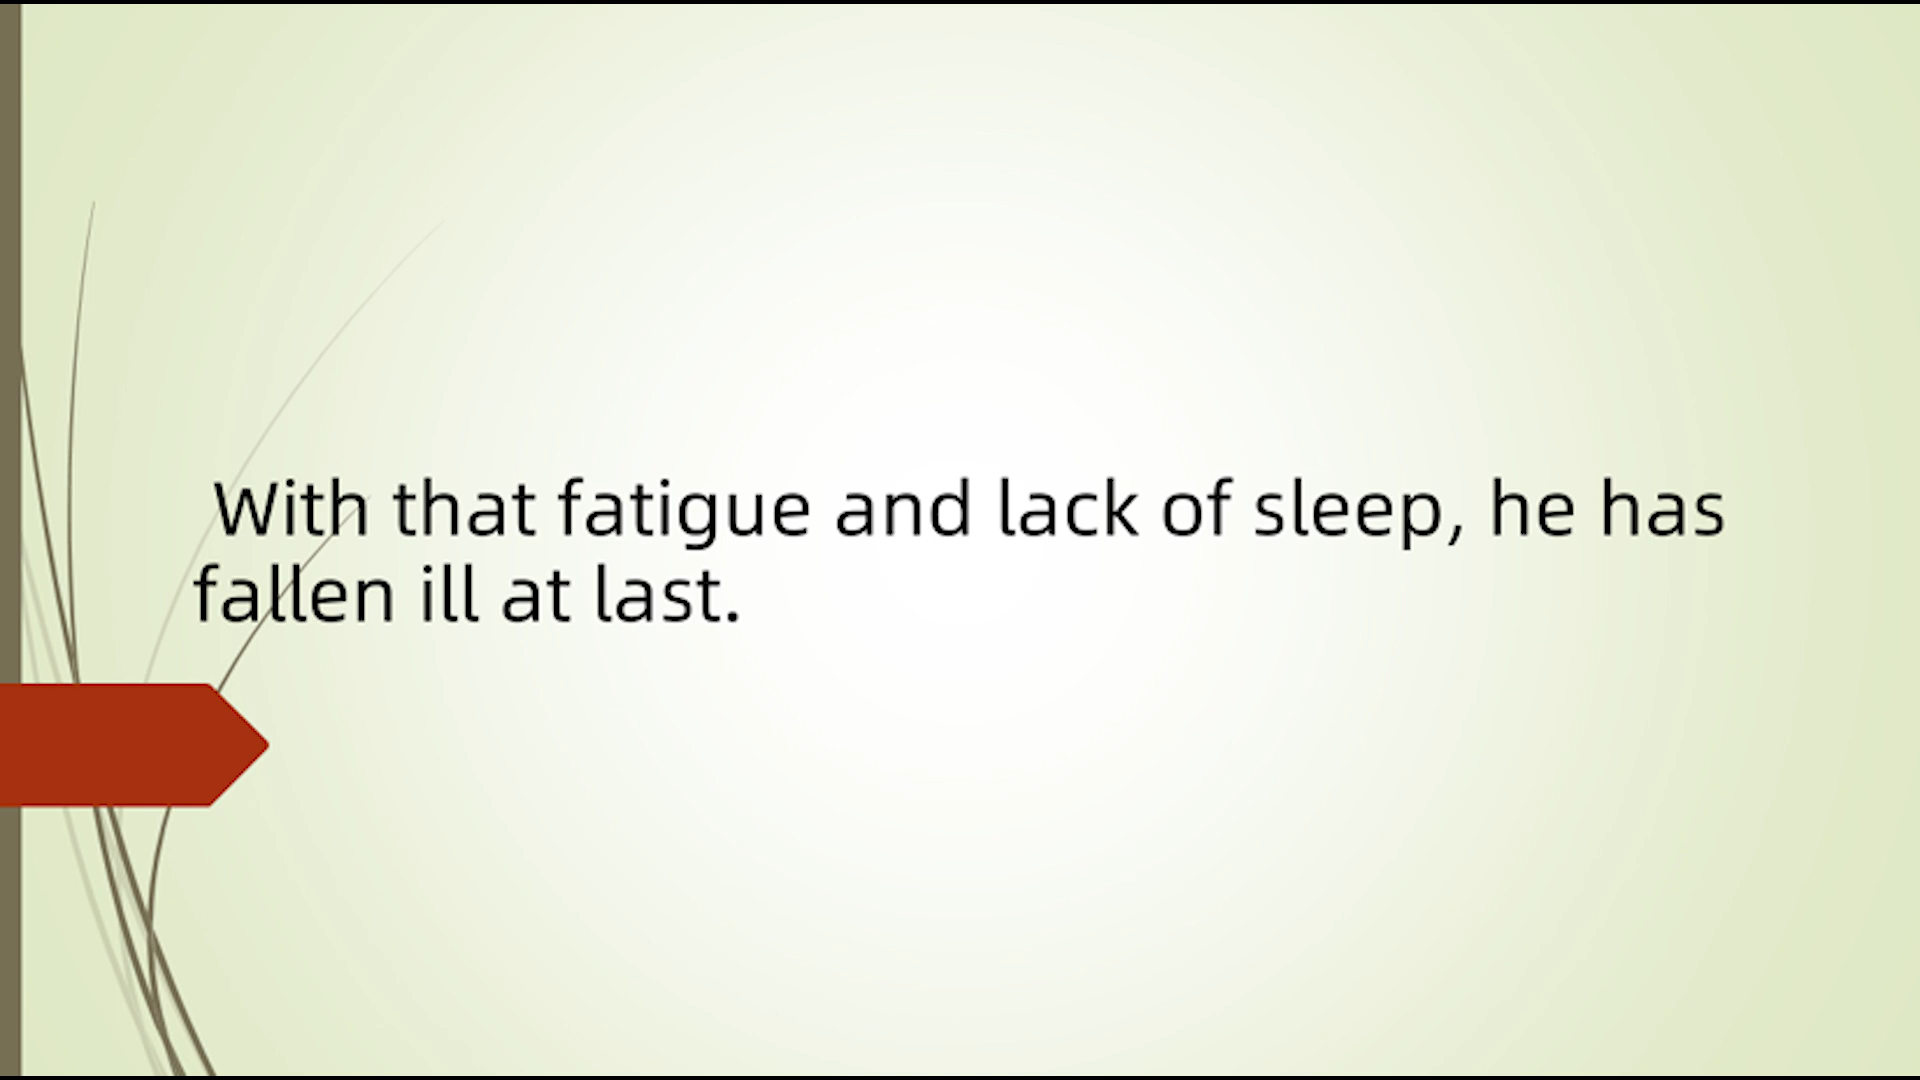 With that fatigue and lack of sleep, he has
fallen ill at last.